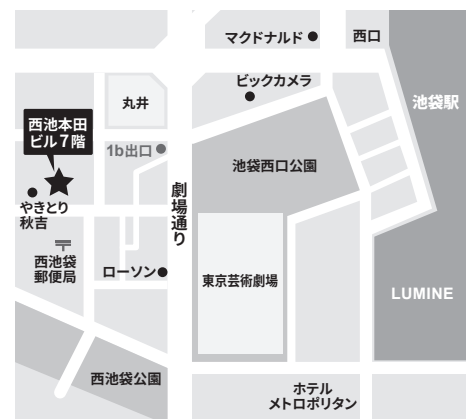 マクドナルド
西口
ビックカメラ
池袋駅
丸井
西池本田
ビル7階
1b出口
池袋西口公園
やきとり
秋吉
劇場通り
〒
西池袋
郵便局
ローソン
東京芸術劇場
LUMINE
西池袋公園
ホテル
メトロポリタン